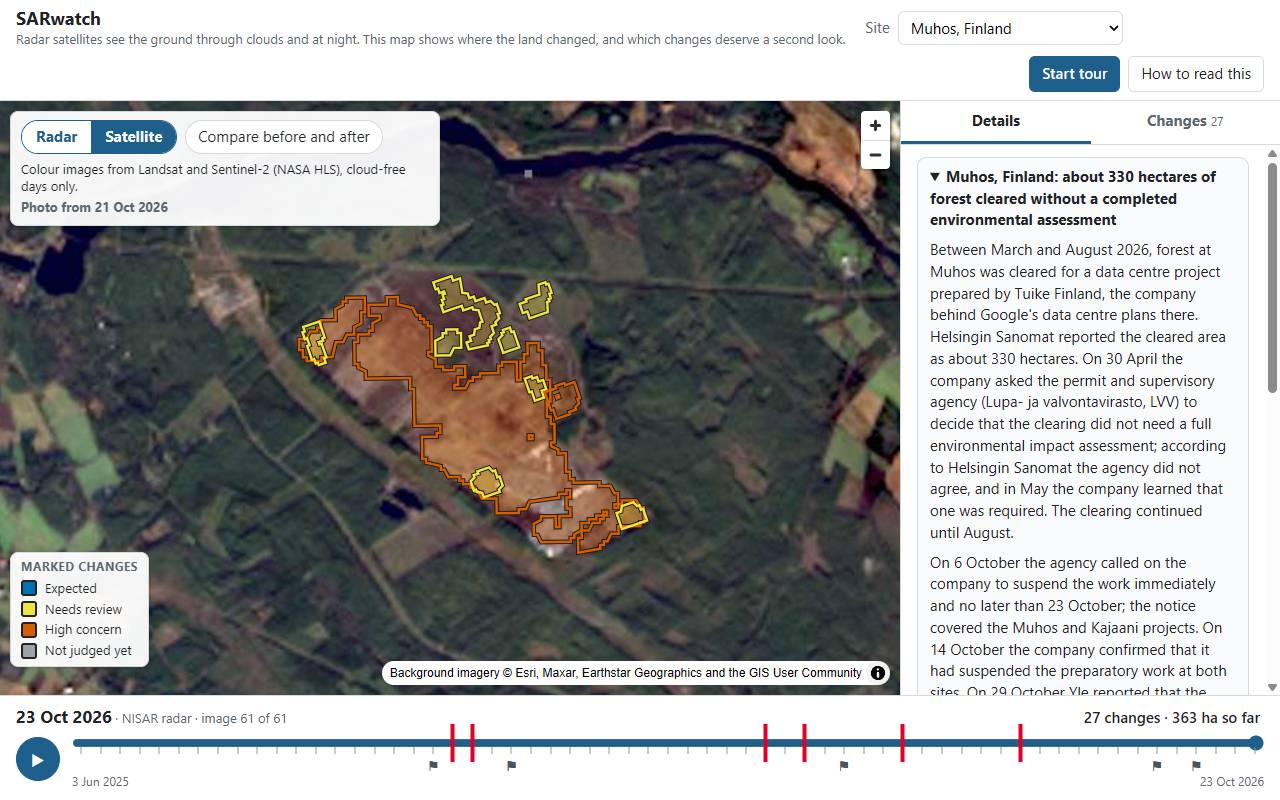 SARwatch
Radar satellites see the ground through clouds and at night. This map shows where the land changed, and which changes deserve a second look.
Site
Muhos, Finland
Start tour
How to read this
Radar
Satellite
Compare before and after
Colour images from Landsat and Sentinel-2 (NASA HLS), cloud-free
days only.
Photo from 21 Oct 2026
+
−
MARKED CHANGES
Expected
Needs review
High concern
Not judged yet
Background imagery © Esri, Maxar, Earthstar Geographics and the GIS User Community
Details
Changes 27
▼ Muhos, Finland: about 330 hectares of
forest cleared without a completed
environmental assessment
Between March and August 2026, forest at
Muhos was cleared for a data centre project
prepared by Tuike Finland, the company
behind Google's data centre plans there.
Helsingin Sanomat reported the cleared area
as about 330 hectares. On 30 April the
company asked the permit and supervisory
agency (Lupa- ja valvontavirasto, LVV) to
decide that the clearing did not need a full
environmental impact assessment; according
to Helsingin Sanomat the agency did not
agree, and in May the company learned that
one was required. The clearing continued
until August.
On 6 October the agency called on the
company to suspend the work immediately
and no later than 23 October; the notice
covered the Muhos and Kajaani projects. On
14 October the company confirmed that it
had suspended the preparatory work at both
sites. On 29 October Yle reported that the
23 Oct 2026 · NISAR radar · image 61 of 61
27 changes · 363 ha so far
3 Jun 2025
23 Oct 2026